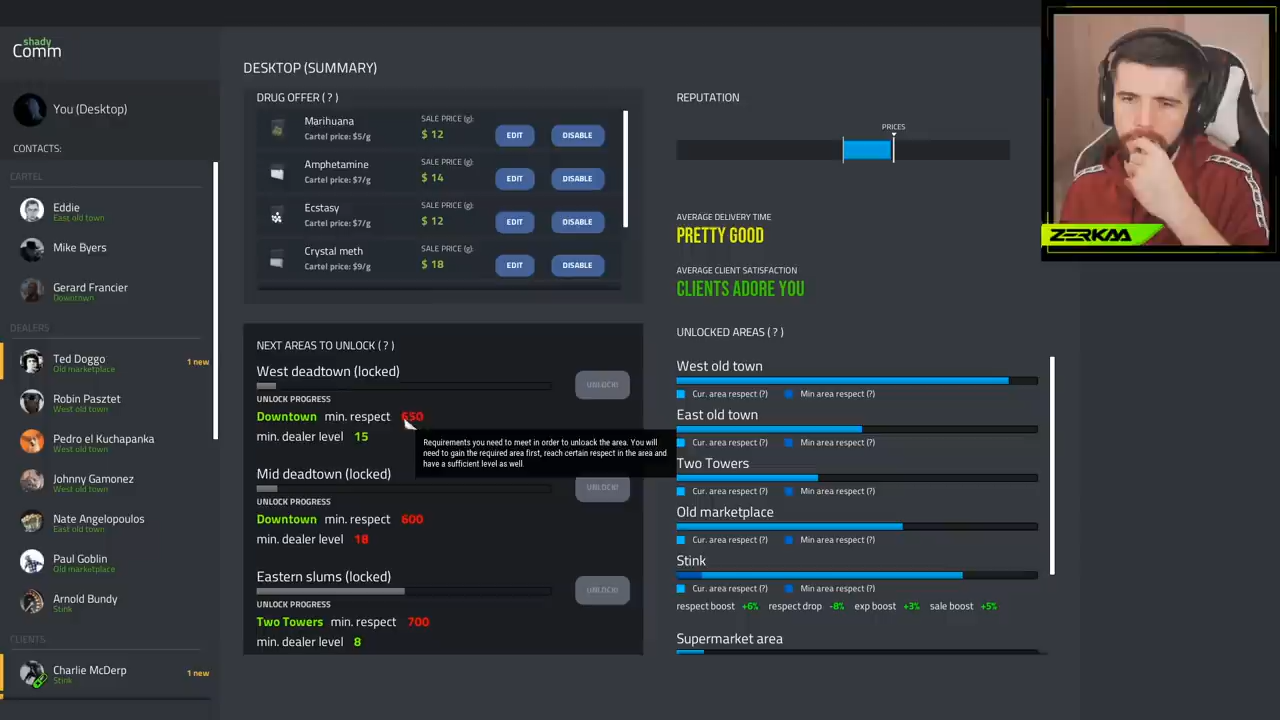 shady
Comm
You (Desktop)
CONTACTS:
CARTEL
Eddie
East old town
Mike Byers
Gerard Francier
Downtown
DEALERS
Ted Doggo
Old marketplace
1 new
Robin Pasztet
West old town
Pedro el Kuchapanka
West old town
Johnny Gamonez
West old town
Nate Angelopoulos
East old town
Paul Goblin
Old marketplace
Arnold Bundy
Stink
CLIENTS
Charlie McDerp
Stink
1 new
DESKTOP (SUMMARY)
DRUG OFFER ( ? )
Marihuana
Cartel price: $5/g
SALE PRICE (g):
$ 12
EDIT
DISABLE
Amphetamine
Cartel price: $7/g
SALE PRICE (g):
$ 14
EDIT
DISABLE
Ecstasy
Cartel price: $7/g
SALE PRICE (g):
$ 12
EDIT
DISABLE
Crystal meth
Cartel price: $9/g
SALE PRICE (g):
$ 18
EDIT
DISABLE
NEXT AREAS TO UNLOCK ( ? )
West deadtown (locked)
UNLOCK!
UNLOCK PROGRESS
Downtown min. respect 650
min. dealer level 15
Requirements you need to meet in order to unloack the area. You will
need to gain the required area first, reach certain respect in the area and
have a sufficient level as well.
Mid deadtown (locked)
UNLOCK!
UNLOCK PROGRESS
Downtown min. respect 600
min. dealer level 18
Eastern slums (locked)
UNLOCK!
UNLOCK PROGRESS
Two Towers min. respect 700
min. dealer level 8
REPUTATION
PRICES
AVERAGE DELIVERY TIME
PRETTY GOOD
AVERAGE CLIENT SATISFACTION
CLIENTS ADORE YOU
UNLOCKED AREAS ( ? )
West old town
Cur. area respect (?) Min area respect (?)
East old town
Cur. area respect (?) Min area respect (?)
Two Towers
Cur. area respect (?) Min area respect (?)
Old marketplace
Cur. area respect (?) Min area respect (?)
Stink
Cur. area respect (?) Min area respect (?)
respect boost +6% respect drop -8% exp boost +3% sale boost +5%
Supermarket area
ZERKAA